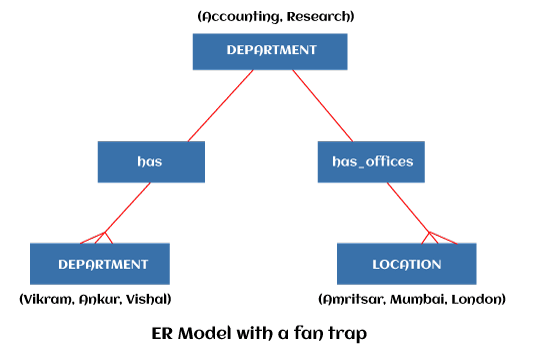 (Accounting, Research)
DEPARTMENT
has
has_offices
DEPARTMENT
LOCATION
(Vikram, Ankur, Vishal)
(Amritsar, Mumbai, London)
ER Model with a fan trap